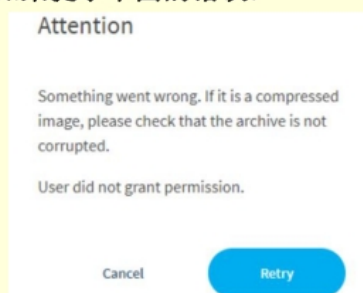 Attention
Something went wrong. If it is a compressed
image, please check that the archive is not
corrupted.
User did not grant permission.
Cancel
Retry